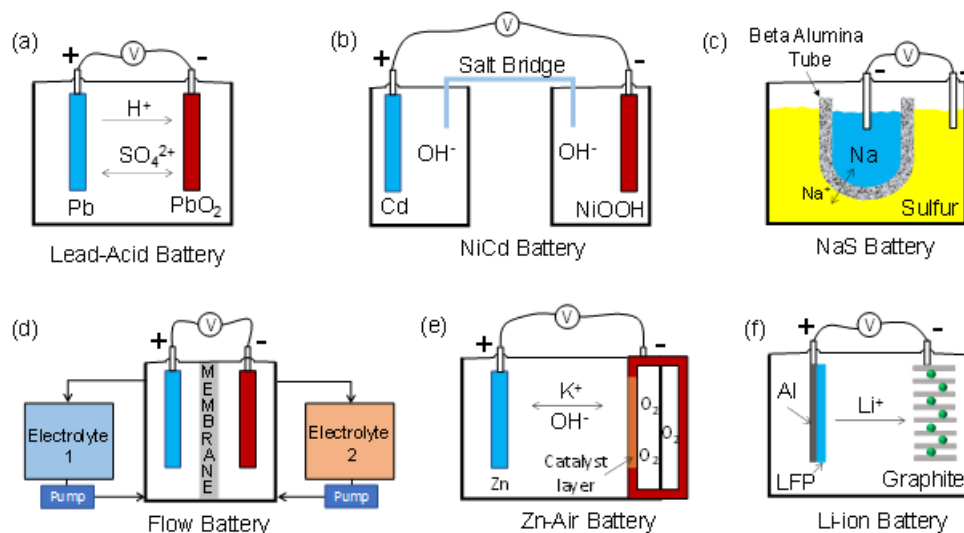 (a)
+
V
-
H⁺
SO₄²⁺
Pb
PbO₂
Lead-Acid Battery
(b)
+
V
-
Salt Bridge
OH⁻
OH⁻
Cd
NiOOH
NiCd Battery
(c)
Beta Alumina
Tube
V
-
-
Na
Na⁺
Sulfur
NaS Battery
(d)
+
V
-
MEMBRANE
Electrolyte
1
Electrolyte
2
Pump
Pump
Flow Battery
(e)
+
V
-
K⁺
OH⁻
O₂
O₂
O₂
Catalyst
layer
Zn
Zn-Air Battery
(f)
+
V
-
Al
Li⁺
LFP
Graphite
Li-ion Battery